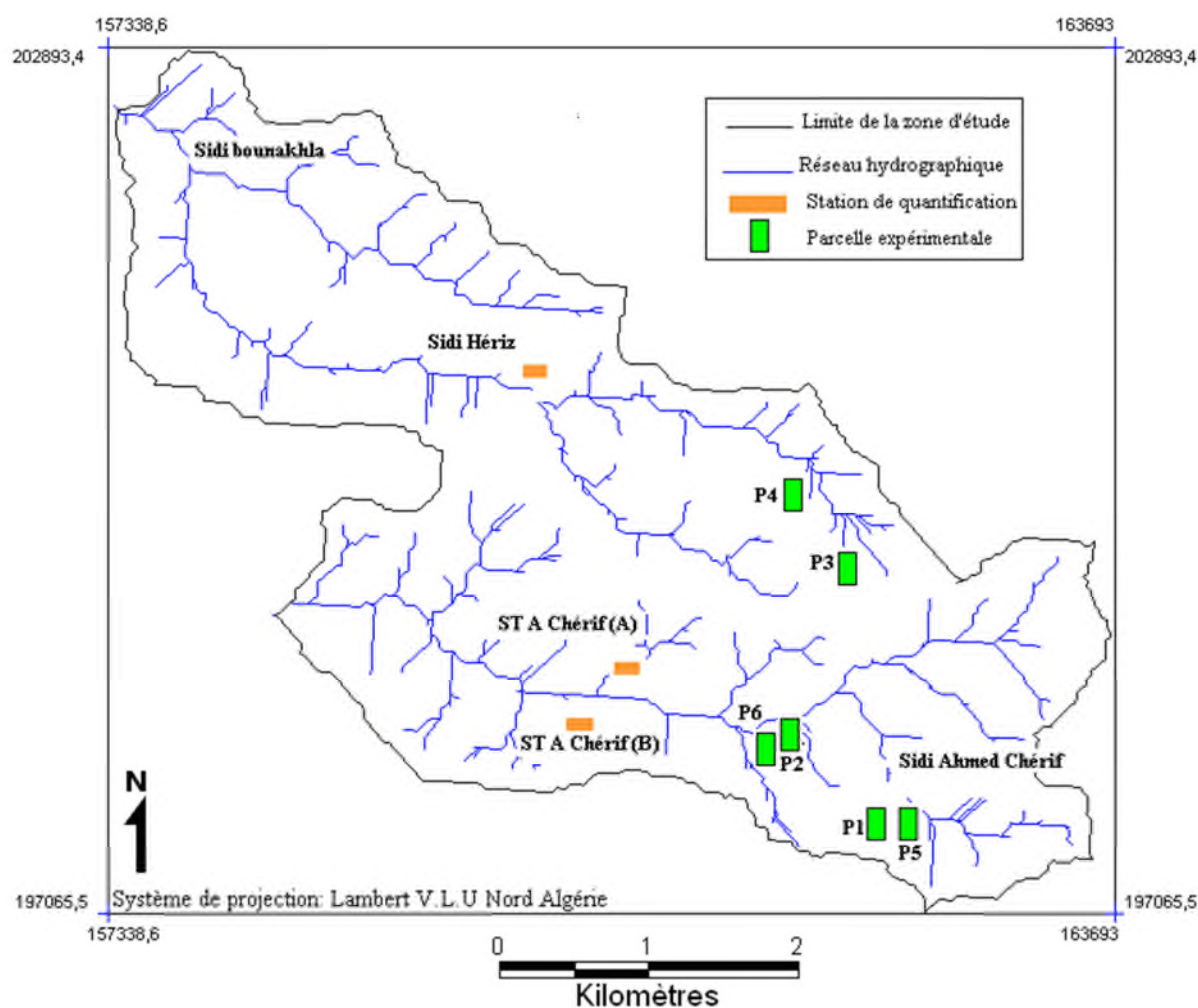 157338,6
163693
202893,4
202893,4
Limite de la zone d'étude
Réseau hydrographique
Station de quantification
Parcelle expérimentale
Sidi bounakhla
Sidi Hériz
P4
P3
ST A Chérif (A)
P6
ST A Chérif (B)
P2
Sidi Ahmed Chérif
N
P1
P5
Système de projection: Lambert V.L.U Nord Algérie
197065,5
197065,5
157338,6
163693
0
1
2
Kilomètres